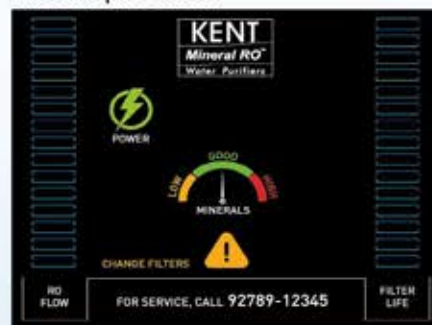 KENT
Mineral RO™
Water Purifiers
POWER
LOW GOOD HIGH
MINERALS
CHANGE FILTERS
RO
FLOW
FOR SERVICE, CALL 92789-12345
FILTER
LIFE